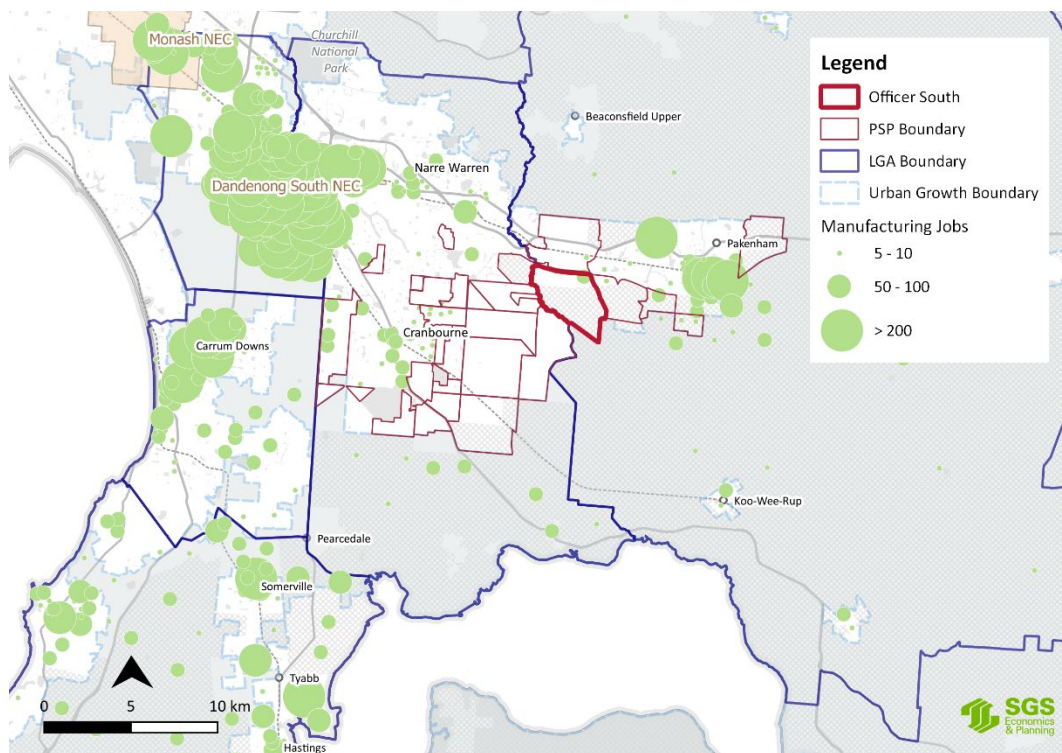 Monash NEC
Churchill
National
Park
Beaconsfield Upper
Narre Warren
Dandenong South NEC
Pakenham
Cranbourne
Carrum Downs
Koo-Wee-Rup
Pearcedale
Somerville
Tyabb
Hastings
0 5 10 km
Legend
Officer South
PSP Boundary
LGA Boundary
Urban Growth Boundary
Manufacturing Jobs
5 - 10
50 - 100
> 200
SGS
Economics
& Planning